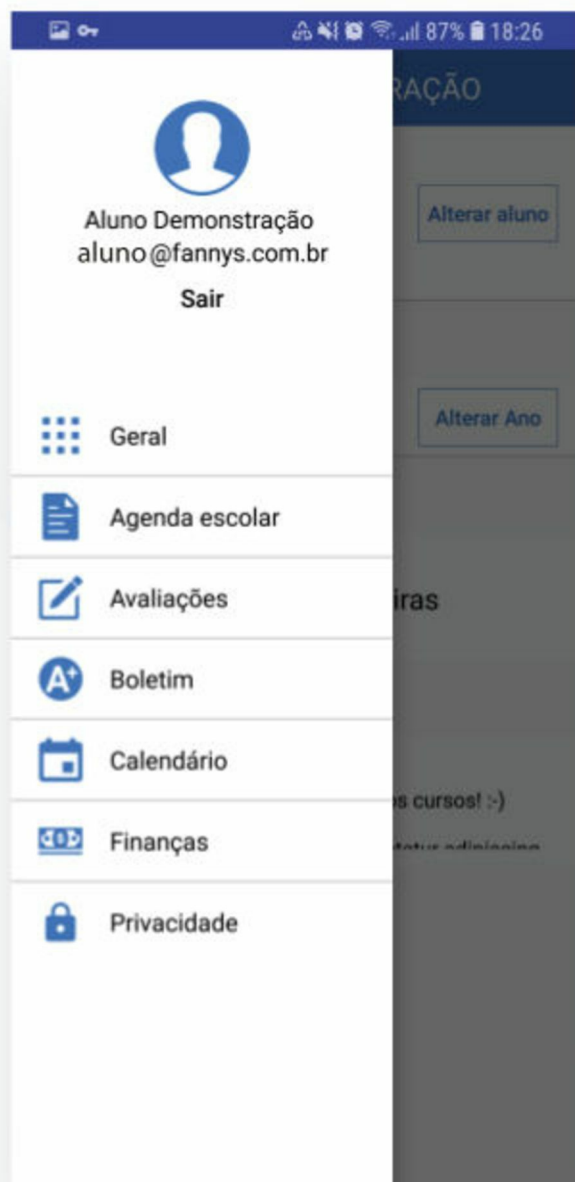 87% 18:26
RAÇÃO
Aluno Demonstração
aluno@fannys.com.br
Sair
Alterar aluno
Alterar Ano
Geral
Agenda escolar
Avaliações
iras
Boletim
Calendário
os cursos! :-)
Finanças
Privacidade